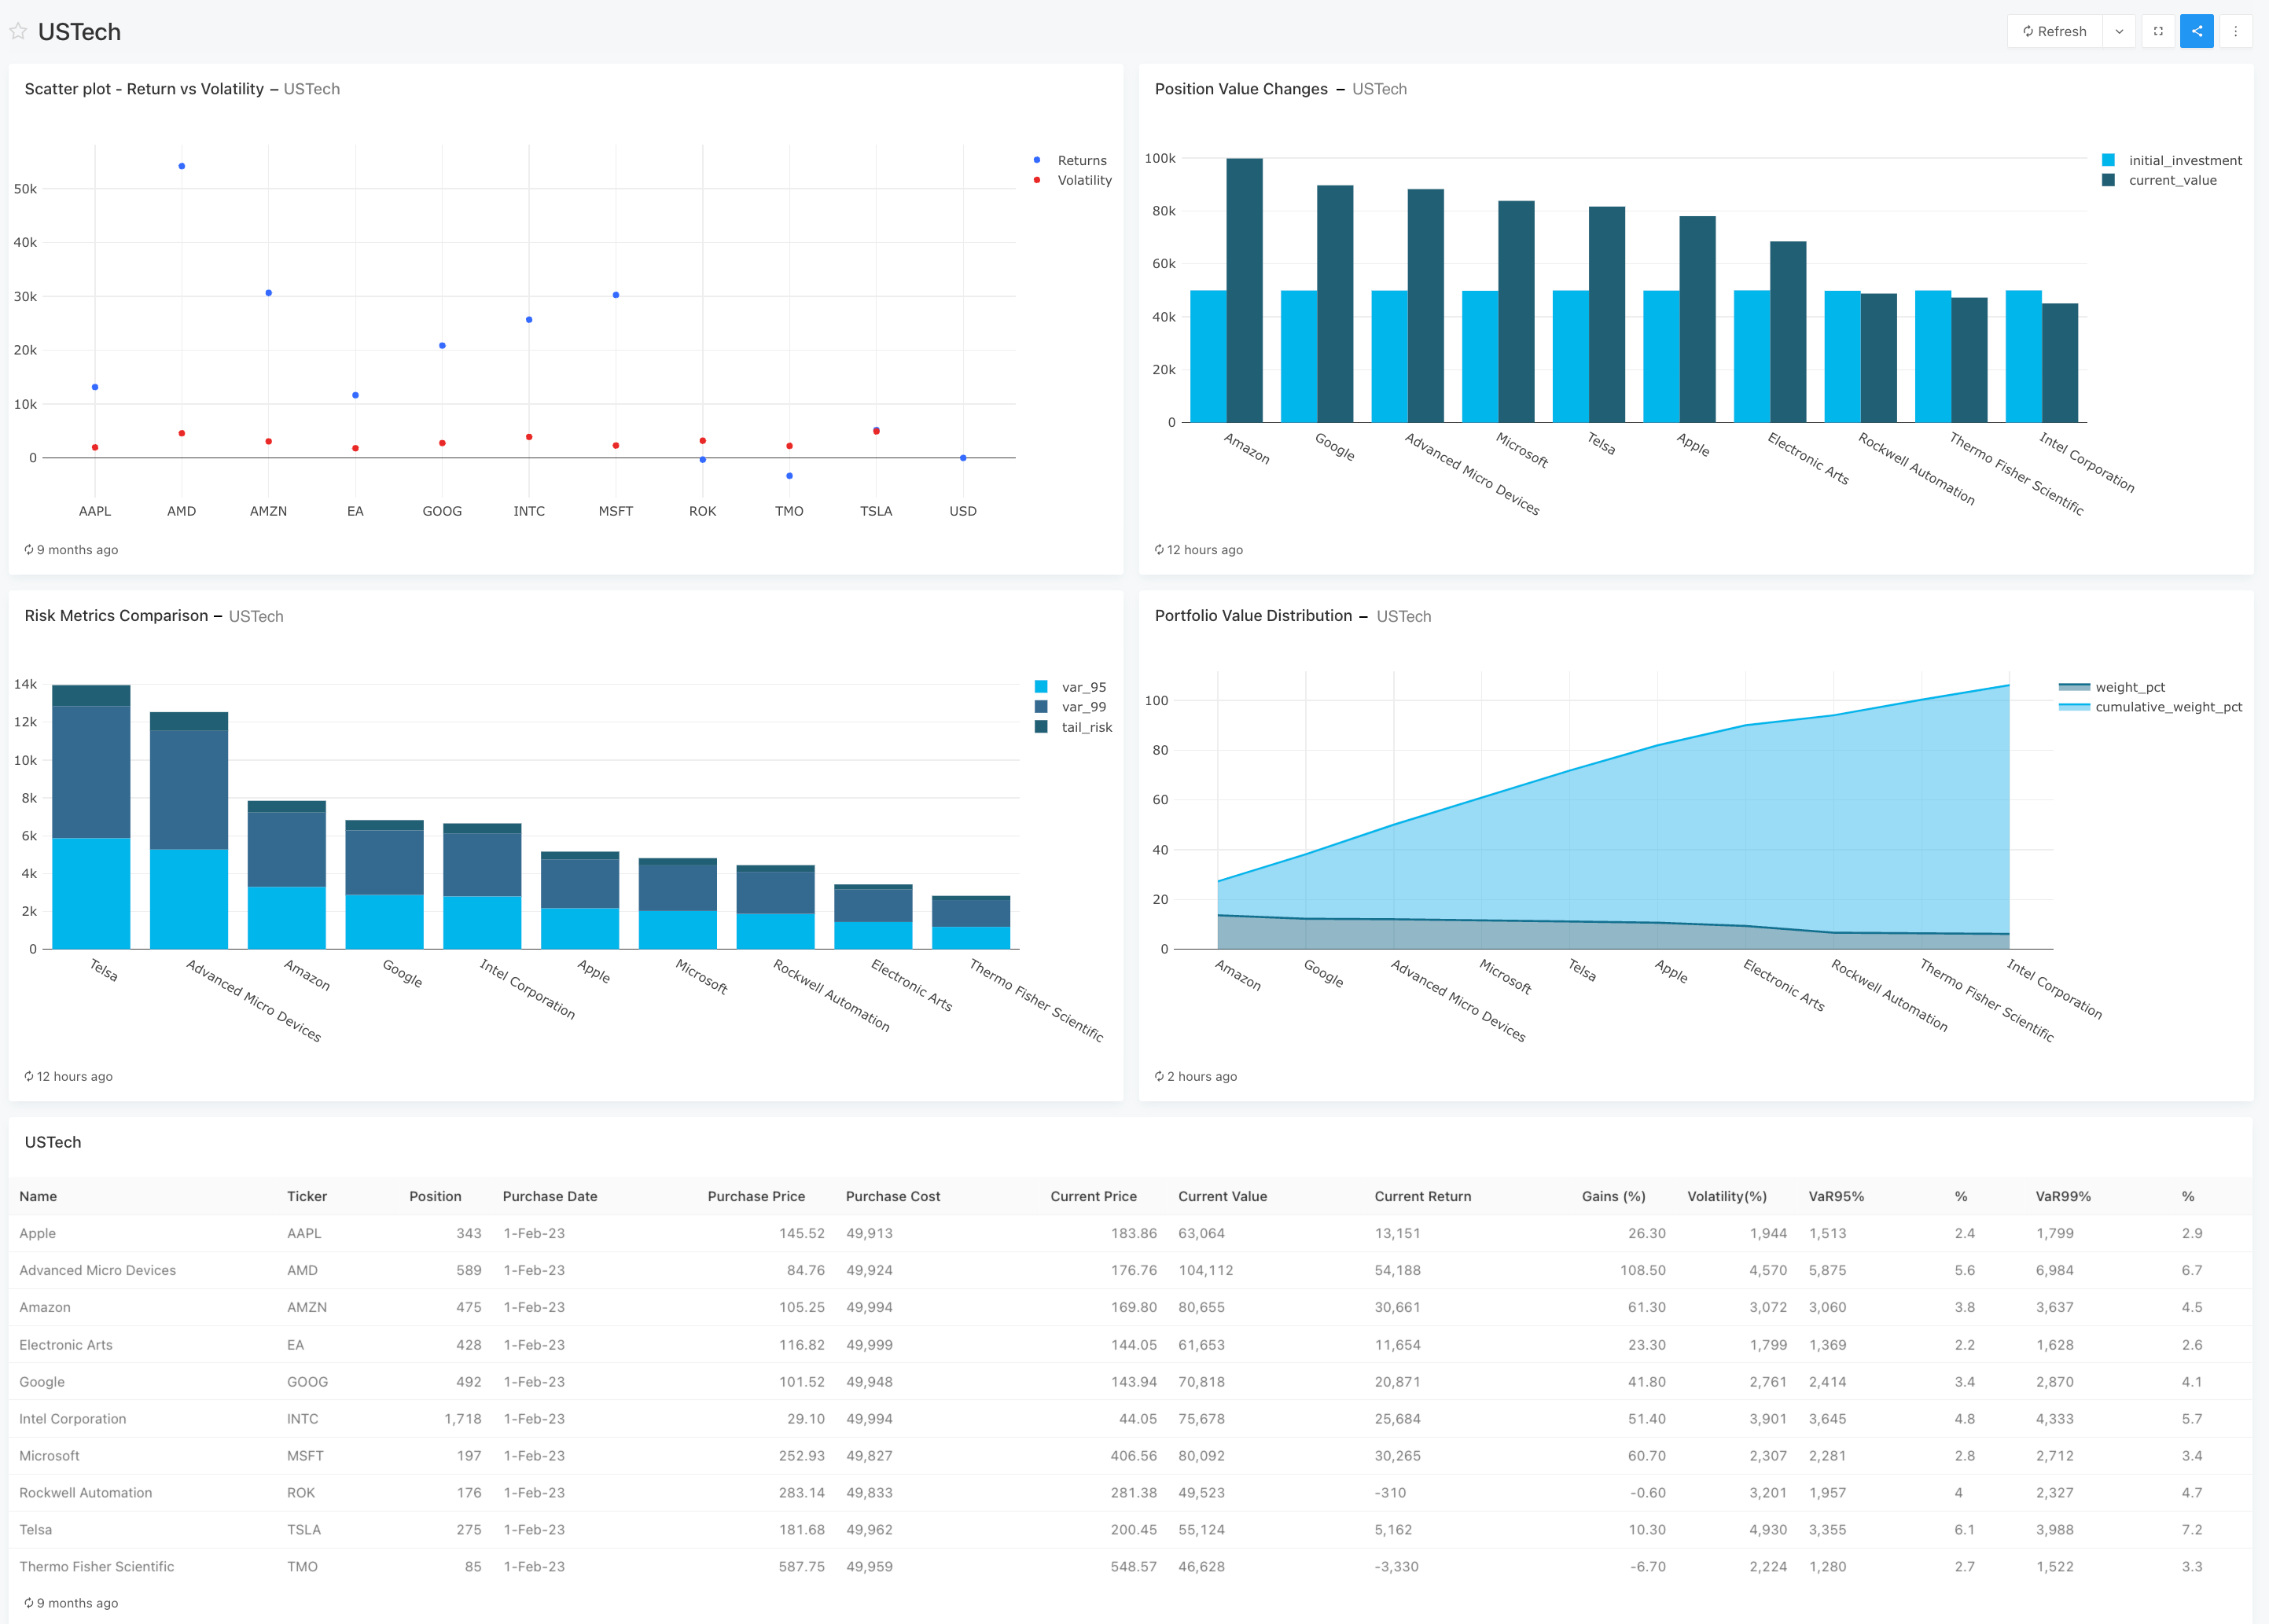 USTech
Refresh
Scatter plot - Return vs Volatility – USTech
50k
40k
30k
20k
10k
0
AAPL AMD AMZN EA GOOG INTC MSFT ROK TMO TSLA USD
Returns
Volatility
9 months ago
Position Value Changes – USTech
100k
80k
60k
40k
20k
0
Amazon
Google
Advanced Micro Devices
Microsoft
Telsa
Apple
Electronic Arts
Rockwell Automation
Thermo Fisher Scientific
Intel Corporation
initial_investment
current_value
12 hours ago
Risk Metrics Comparison – USTech
14k
12k
10k
8k
6k
4k
2k
0
Telsa
Advanced Micro Devices
Amazon
Google
Intel Corporation
Apple
Microsoft
Rockwell Automation
Electronic Arts
Thermo Fisher Scientific
var_95
var_99
tail_risk
12 hours ago
Portfolio Value Distribution – USTech
100
80
60
40
20
0
Amazon
Google
Advanced Micro Devices
Microsoft
Telsa
Apple
Electronic Arts
Rockwell Automation
Thermo Fisher Scientific
Intel Corporation
weight_pct
cumulative_weight_pct
2 hours ago
USTech
Name Ticker Position Purchase Date Purchase Price Purchase Cost Current Price Current Value Current Return Gains (%) Volatility(%) VaR95% % VaR99% %
Apple AAPL 343 1-Feb-23 145.52 49,913 183.86 63,064 13,151 26.30 1,944 1,513 2.4 1,799 2.9
Advanced Micro Devices AMD 589 1-Feb-23 84.76 49,924 176.76 104,112 54,188 108.50 4,570 5,875 5.6 6,984 6.7
Amazon AMZN 475 1-Feb-23 105.25 49,994 169.80 80,655 30,661 61.30 3,072 3,060 3.8 3,637 4.5
Electronic Arts EA 428 1-Feb-23 116.82 49,999 144.05 61,653 11,654 23.30 1,799 1,369 2.2 1,628 2.6
Google GOOG 492 1-Feb-23 101.52 49,948 143.94 70,818 20,871 41.80 2,761 2,414 3.4 2,870 4.1
Intel Corporation INTC 1,718 1-Feb-23 29.10 49,994 44.05 75,678 25,684 51.40 3,901 3,645 4.8 4,333 5.7
Microsoft MSFT 197 1-Feb-23 252.93 49,827 406.56 80,092 30,265 60.70 2,307 2,281 2.8 2,712 3.4
Rockwell Automation ROK 176 1-Feb-23 283.14 49,833 281.38 49,523 -310 -0.60 3,201 1,957 4 2,327 4.7
Telsa TSLA 275 1-Feb-23 181.68 49,962 200.45 55,124 5,162 10.30 4,930 3,355 6.1 3,988 7.2
Thermo Fisher Scientific TMO 85 1-Feb-23 587.75 49,959 548.57 46,628 -3,330 -6.70 2,224 1,280 2.7 1,522 3.3
9 months ago